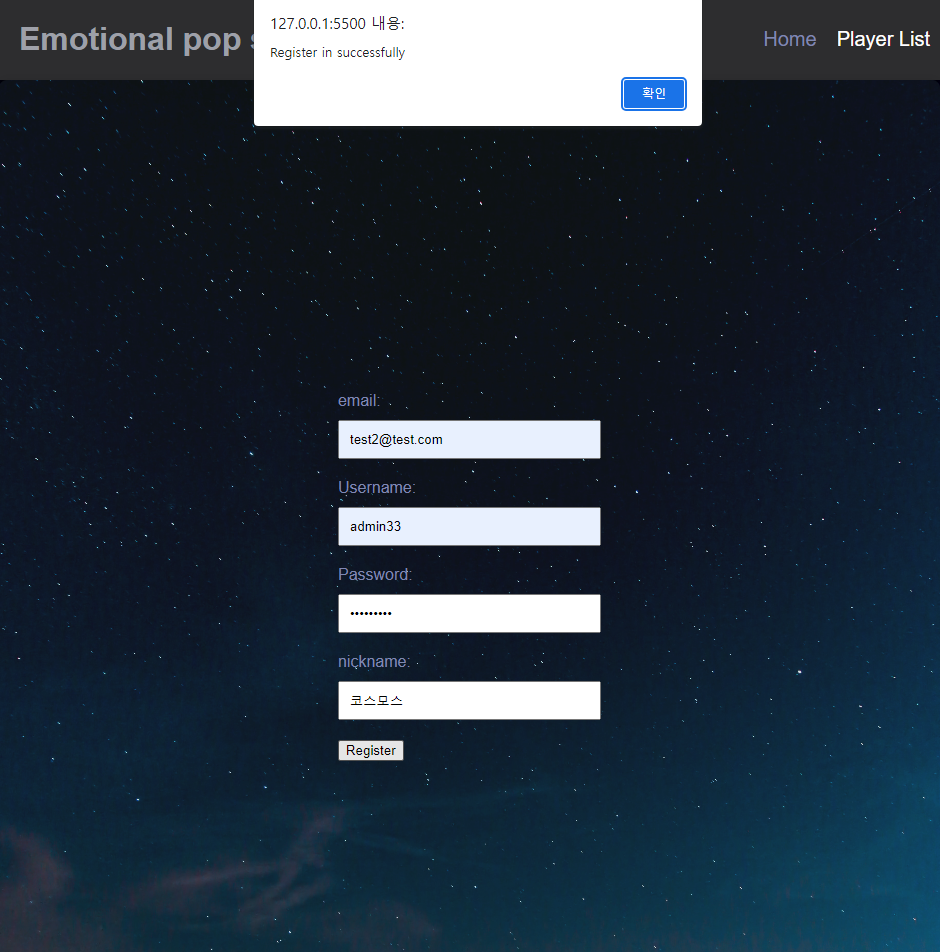 127.0.0.1:5500 내용:
Register in successfully
확인
Emotional pop
Home
Player List
email:
test2@test.com
Username:
admin33
Password:
•••••••••
nickname:
코스모스
Register